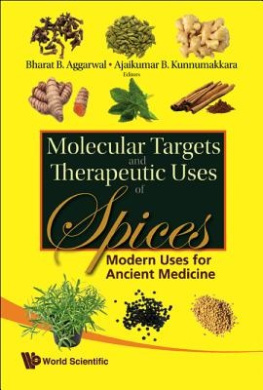 Bharat B. Aggarwal • Ajaikumar B. Kunnumakkara
Editors
Molecular Targets
and
Therapeutic Uses
of
Spices
Modern Uses for
Ancient Medicine
World Scientific